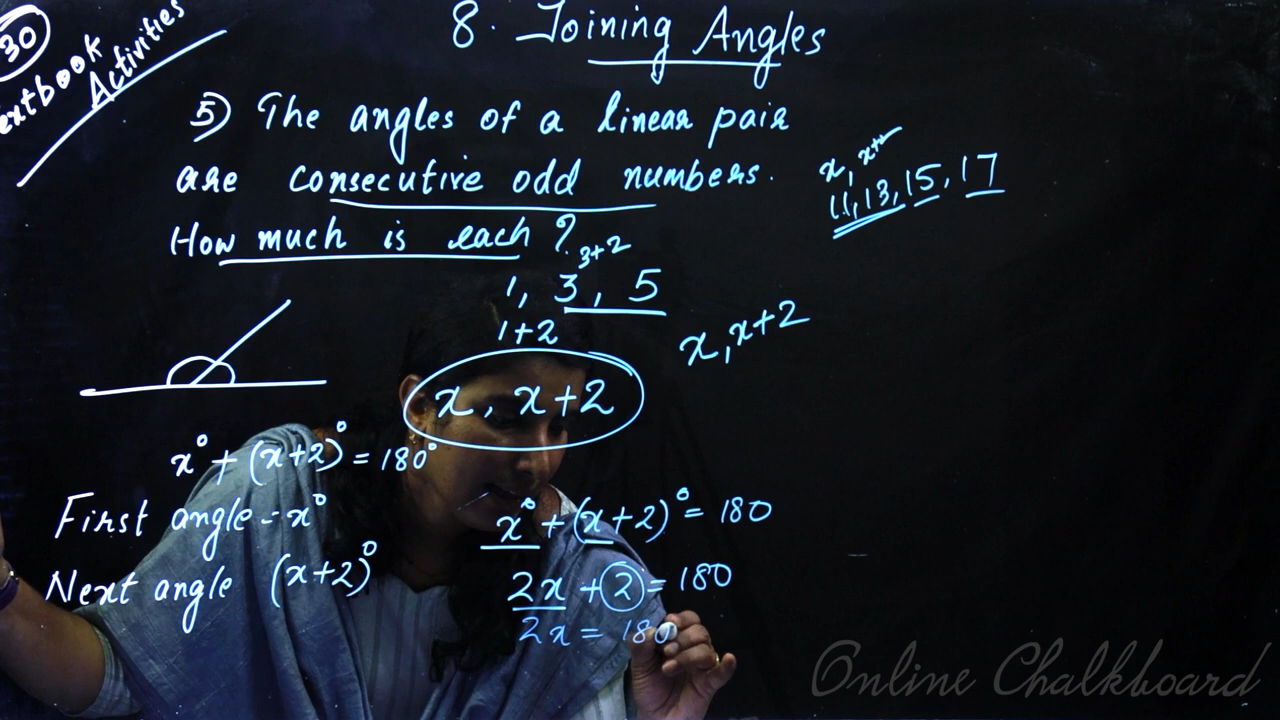 30
Textbook
Activities
8. Joining Angles
5) The angles of a linear pair
are consecutive odd numbers.
How much is each?
x, x+2
11, 13, 15, 17
3+2
1, 3, 5
1+2
x, x+2
x, x+2
x° + (x+2)° = 180°
First angle = x°
Next angle (x+2)°
x° + (x+2)° = 180
2x + 2 = 180
2x = 180
Online Chalkboard